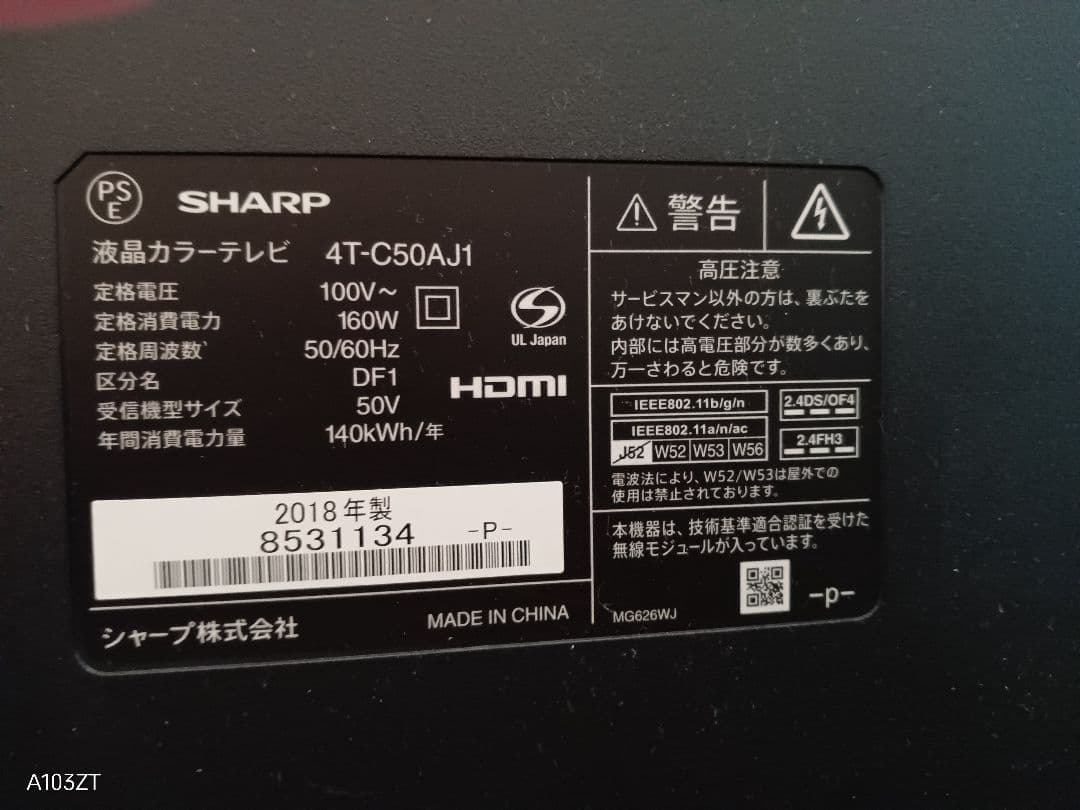 PS
E
SHARP
液晶カラーテレビ 4T-C50AJ1
定格電圧 100V～
定格消費電力 160W
定格周波数 50/60Hz
区分名 DF1
受信機型サイズ 50V
年間消費電力量 140kWh/年
S
UL Japan
HDMI
2018年製
8531134 -P-
シャープ株式会社
MADE IN CHINA
警告
高圧注意
サービスマン以外の方は、裏ぶたを
あけないでください。
内部には高電圧部分が数多くあり、
万一さわると危険です。
IEEE802.11b/g/n
2.4DS/OF4
IEEE802.11a/n/ac
J52 W52 W53 W56
2.4FH3
電波法により、W52/W53は屋外での
使用は禁止されております。
本機器は、技術基準適合認証を受けた
無線モジュールが入っています。
MG626WJ
-p-
A103ZT